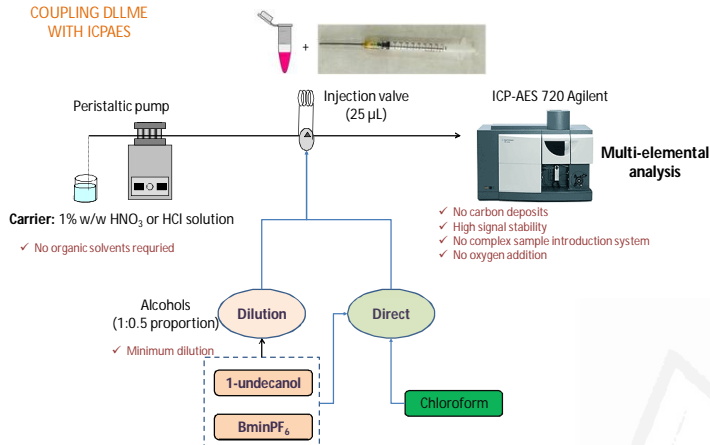 COUPLING DLLME
WITH ICPAES
+
Peristaltic pump
Injection valve
(25 µL)
ICP-AES 720 Agilent
Multi-elemental
analysis
Carrier: 1% w/w HNO₃ or HCl solution
✓ No organic solvents requried
✓ No carbon deposits
✓ High signal stability
✓ No complex sample introduction system
✓ No oxygen addition
Alcohols
(1:0.5 proportion)
✓ Minimum dilution
Dilution
Direct
1-undecanol
BminPF₆
Chloroform